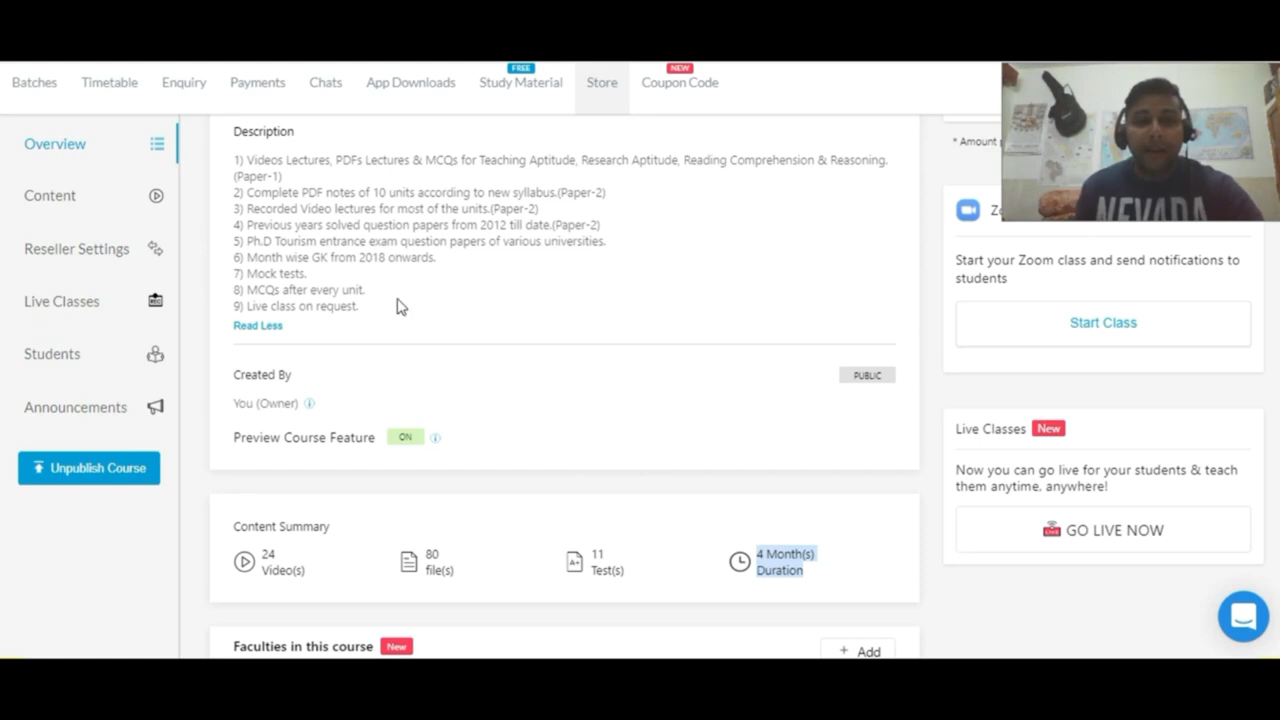 FREE
NEW
Batches
Timetable
Enquiry
Payments
Chats
App Downloads
Study Material
Store
Coupon Code
Overview
Content
Reseller Settings
Live Classes
Students
Announcements
Unpublish Course
Description
1) Videos Lectures, PDFs Lectures & MCQs for Teaching Aptitude, Research Aptitude, Reading Comprehension & Reasoning.
(Paper-1)
2) Complete PDF notes of 10 units according to new syllabus.(Paper-2)
3) Recorded Video lectures for most of the units.(Paper-2)
4) Previous years solved question papers from 2012 till date.(Paper-2)
5) Ph.D Tourism entrance exam question papers of various universities.
6) Month wise GK from 2018 onwards.
7) Mock tests.
8) MCQs after every unit.
9) Live class on request.
Read Less
Created By
PUBLIC
You (Owner)
Preview Course Feature
ON
Content Summary
24
Video(s)
80
file(s)
11
Test(s)
4 Month(s)
Duration
Faculties in this course
New
+ Add
NEVADA
* Amount
Start your Zoom class and send notifications to
students
Start Class
Live Classes
New
Now you can go live for your students & teach
them anytime, anywhere!
GO LIVE NOW